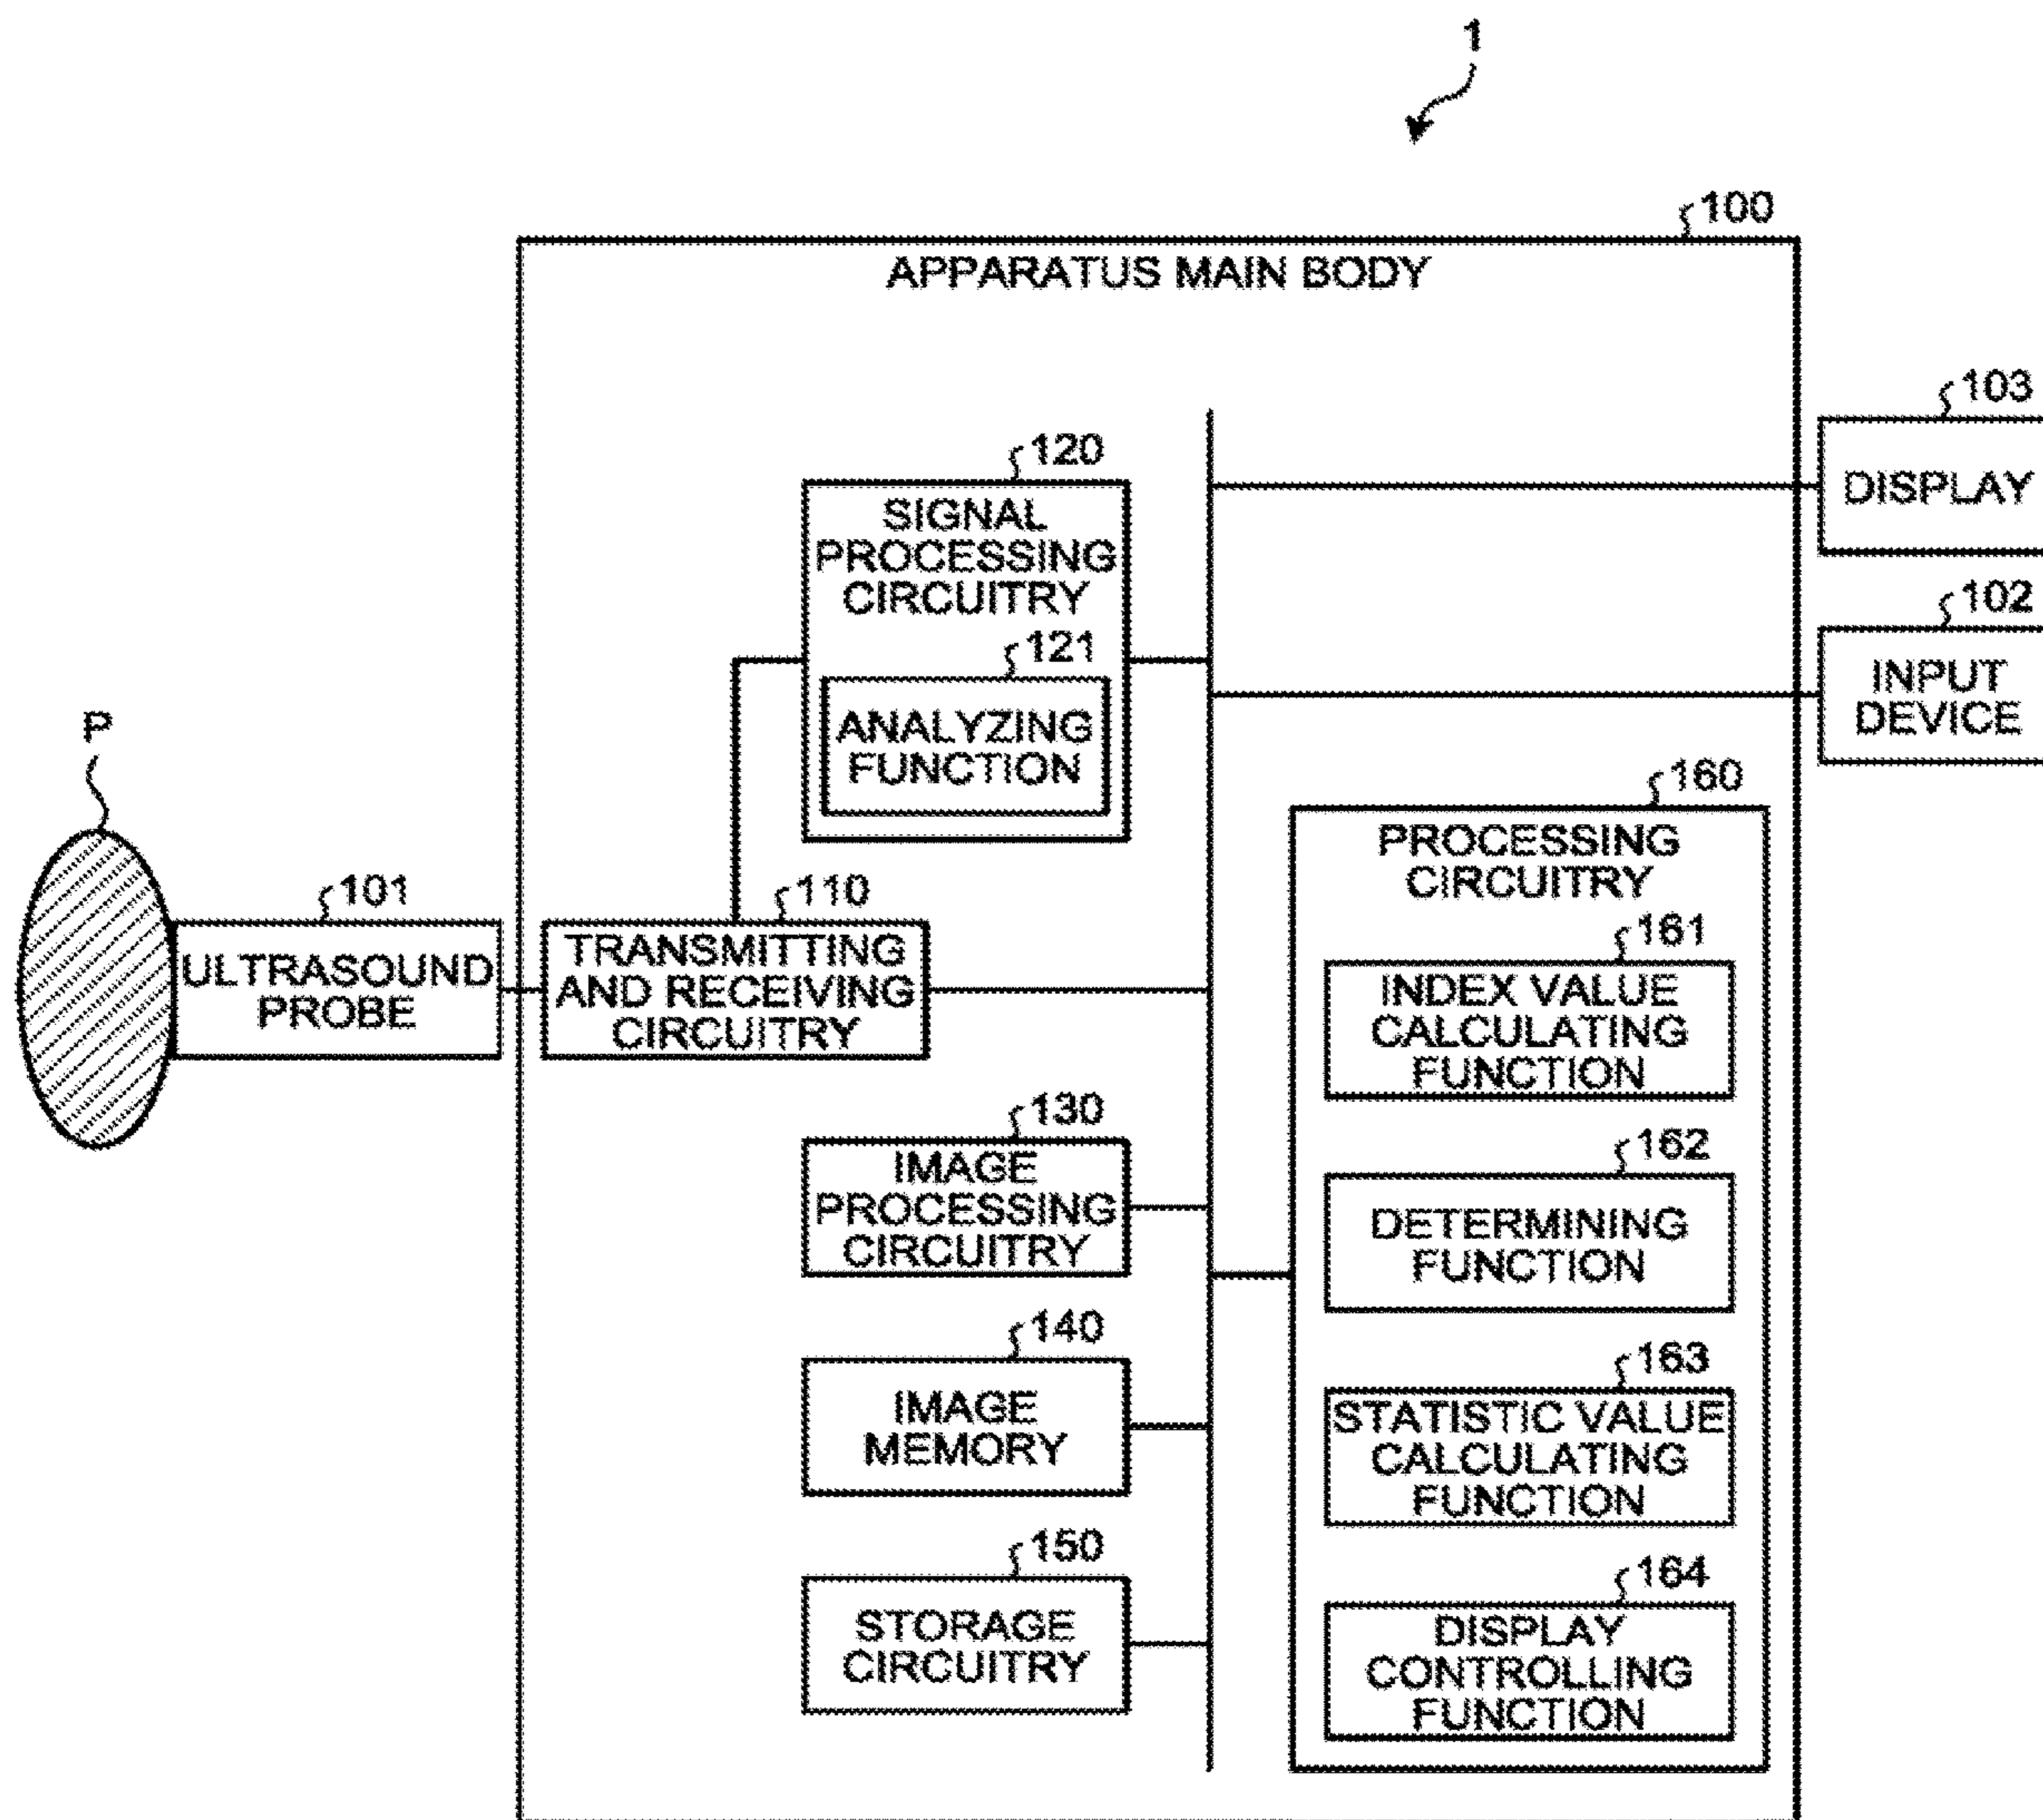 1
100
APPARATUS MAIN BODY
103
DISPLAY
102
INPUT
DEVICE
120
SIGNAL
PROCESSING
CIRCUITRY
121
ANALYZING
FUNCTION
P
101
ULTRASOUND
PROBE
110
TRANSMITTING
AND RECEIVING
CIRCUITRY
130
IMAGE
PROCESSING
CIRCUITRY
140
IMAGE
MEMORY
150
STORAGE
CIRCUITRY
160
PROCESSING
CIRCUITRY
161
INDEX VALUE
CALCULATING
FUNCTION
162
DETERMINING
FUNCTION
163
STATISTIC VALUE
CALCULATING
FUNCTION
164
DISPLAY
CONTROLLING
FUNCTION